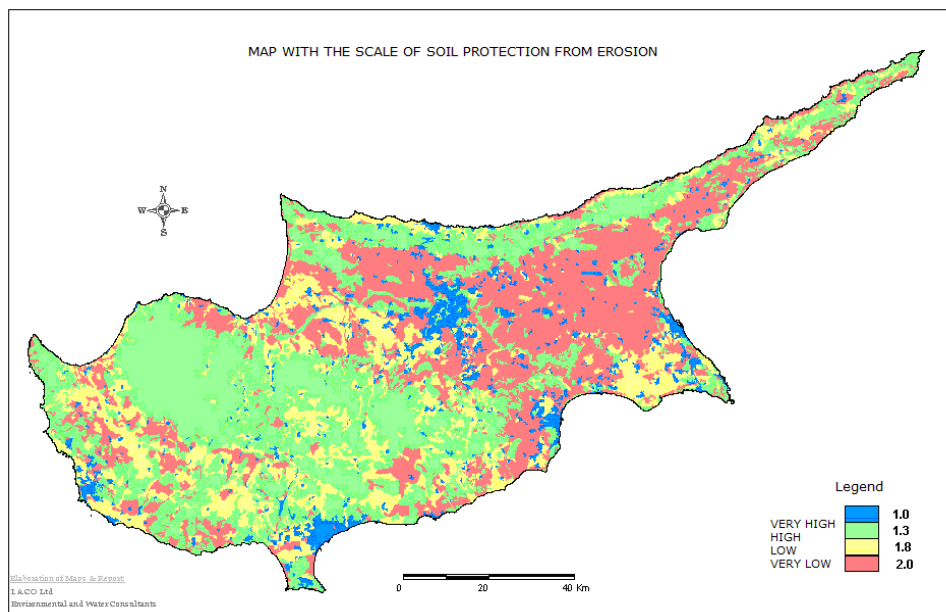 MAP WITH THE SCALE OF SOIL PROTECTION FROM EROSION
N
W E
S
Legend
VERY HIGH 1.0
HIGH 1.3
LOW 1.8
VERY LOW 2.0
0 20 40 Km
Elaboration of Maps & Report
I.A.CO Ltd
Environmental and Water Consultants